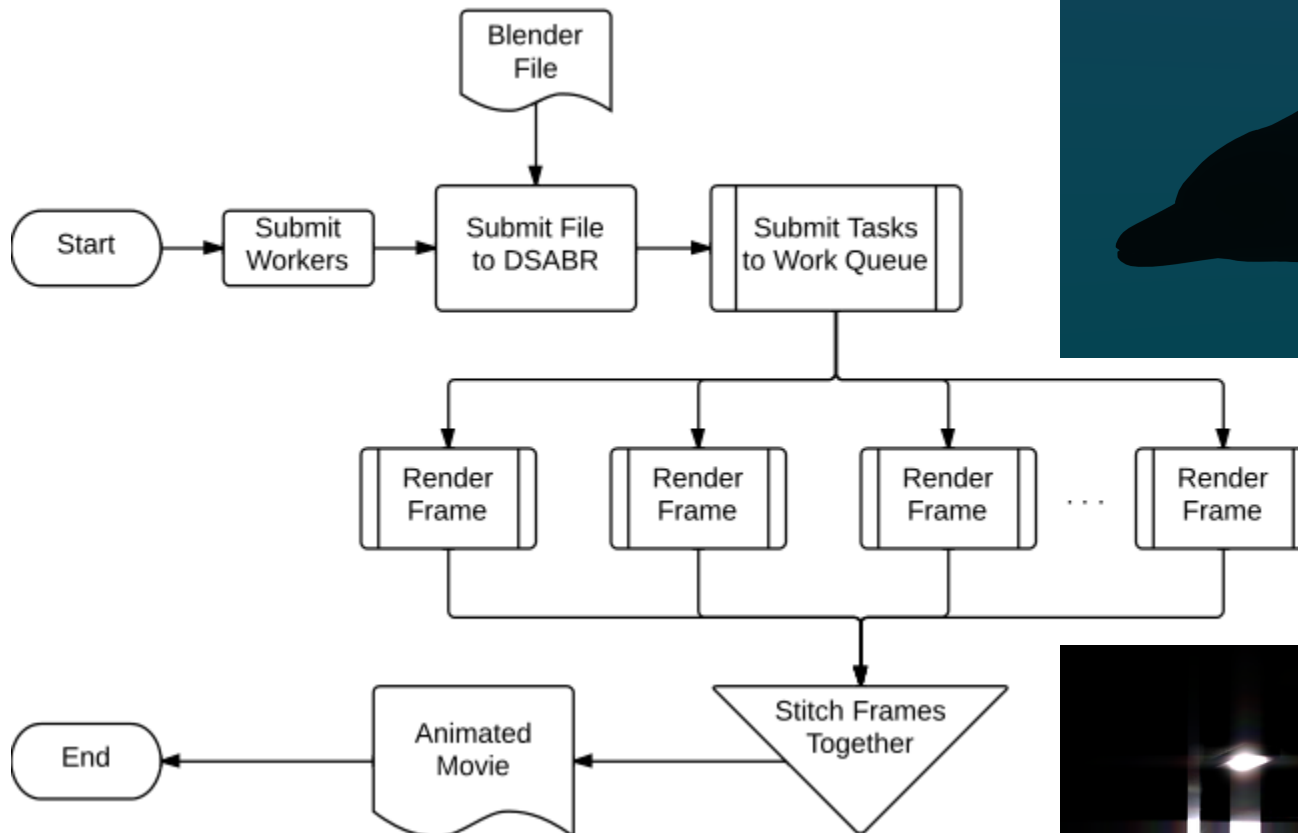 Blender
File
Start
Submit
Workers
Submit File
to DSABR
Submit Tasks
to Work Queue
Render
Frame
Render
Frame
Render
Frame
. . .
Render
Frame
Stitch Frames
Together
Animated
Movie
End